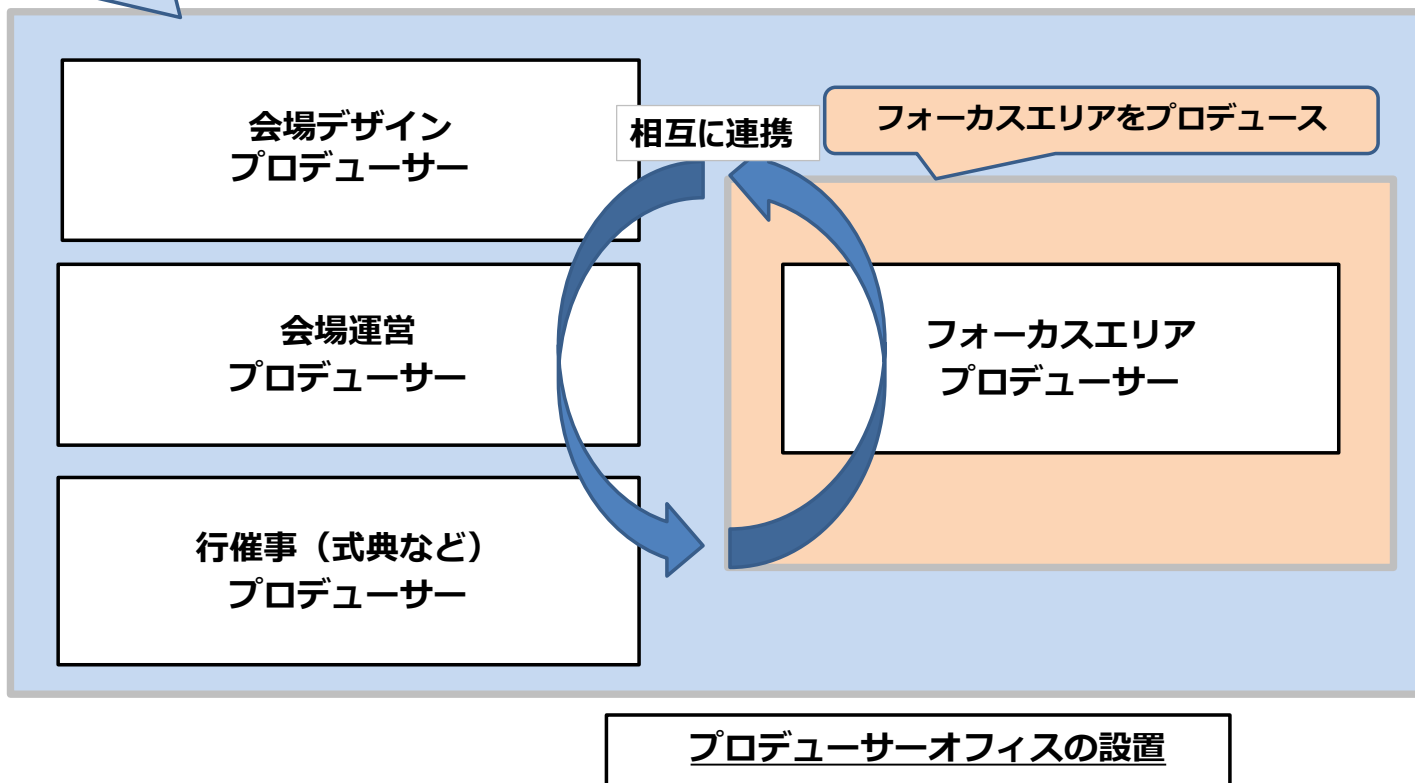 会場デザイン
プロデューサー
相互に連携
フォーカスエリアをプロデュース
会場運営
プロデューサー
フォーカスエリア
プロデューサー
行催事（式典など）
プロデューサー
プロデューサーオフィスの設置